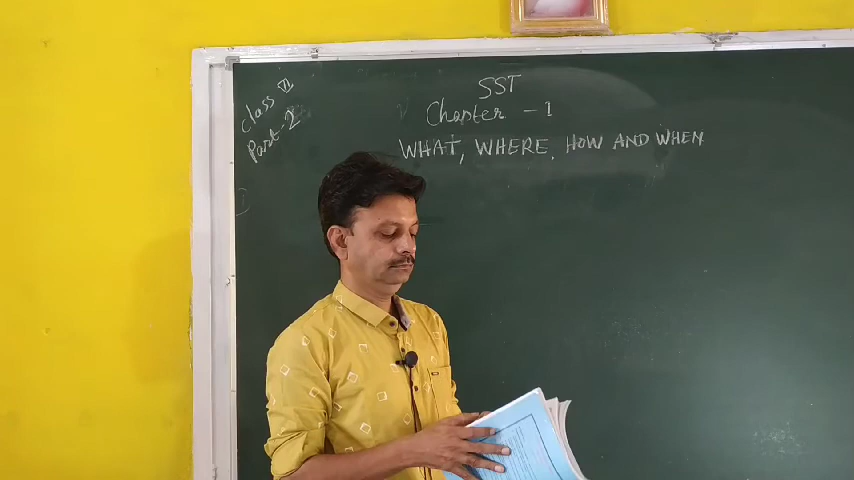 Class VI
Part-2
SST
Chapter - 1
WHAT, WHERE, HOW AND WHEN